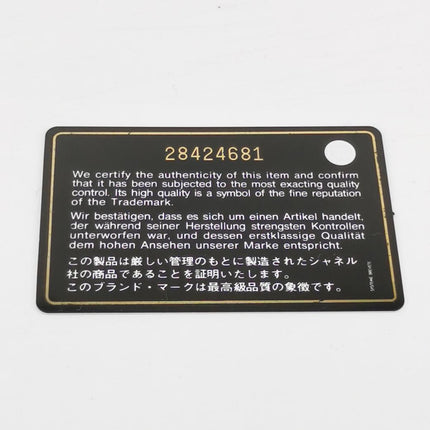 28424681
We certify the authenticity of this item and confirm
that it has been subjected to the most exacting quality
control. Its high quality is a symbol of the fine reputation
of the Trademark.
Wir bestätigen, dass es sich um einen Artikel handelt,
der während seiner Herstellung strengsten Kontrollen
unterworfen war, und dessen erstklassige Qualität
dem hohen Ansehen unserer Marke entspricht.
この製品は厳しい管理のもとに製造されたシャネル
社の商品であることを証明いたします。
このブランド・マークは最高級品質の象徴です。